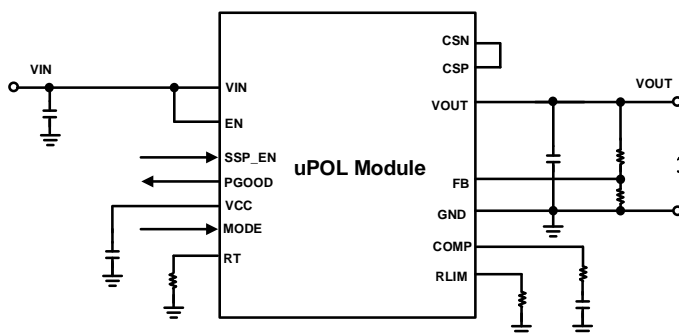 CSN
CSP
VIN
VIN
VOUT
VOUT
EN
SSP_EN
uPOL Module
PGOOD
FB
VCC
GND
MODE
COMP
RT
RLIM